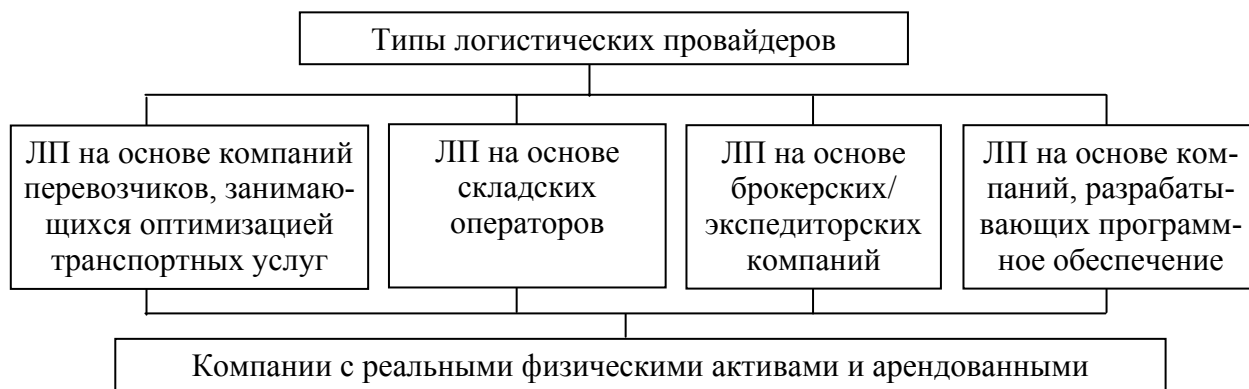 Типы логистических провайдеров
ЛП на основе компаний
перевозчиков, занимаю-
щихся оптимизацией
транспортных услуг
ЛП на основе
складских
операторов
ЛП на основе
брокерских/
экспедиторских
компаний
ЛП на основе ком-
паний, разрабаты-
вающих программ-
ное обеспечение
Компании с реальными физическими активами и арендованными